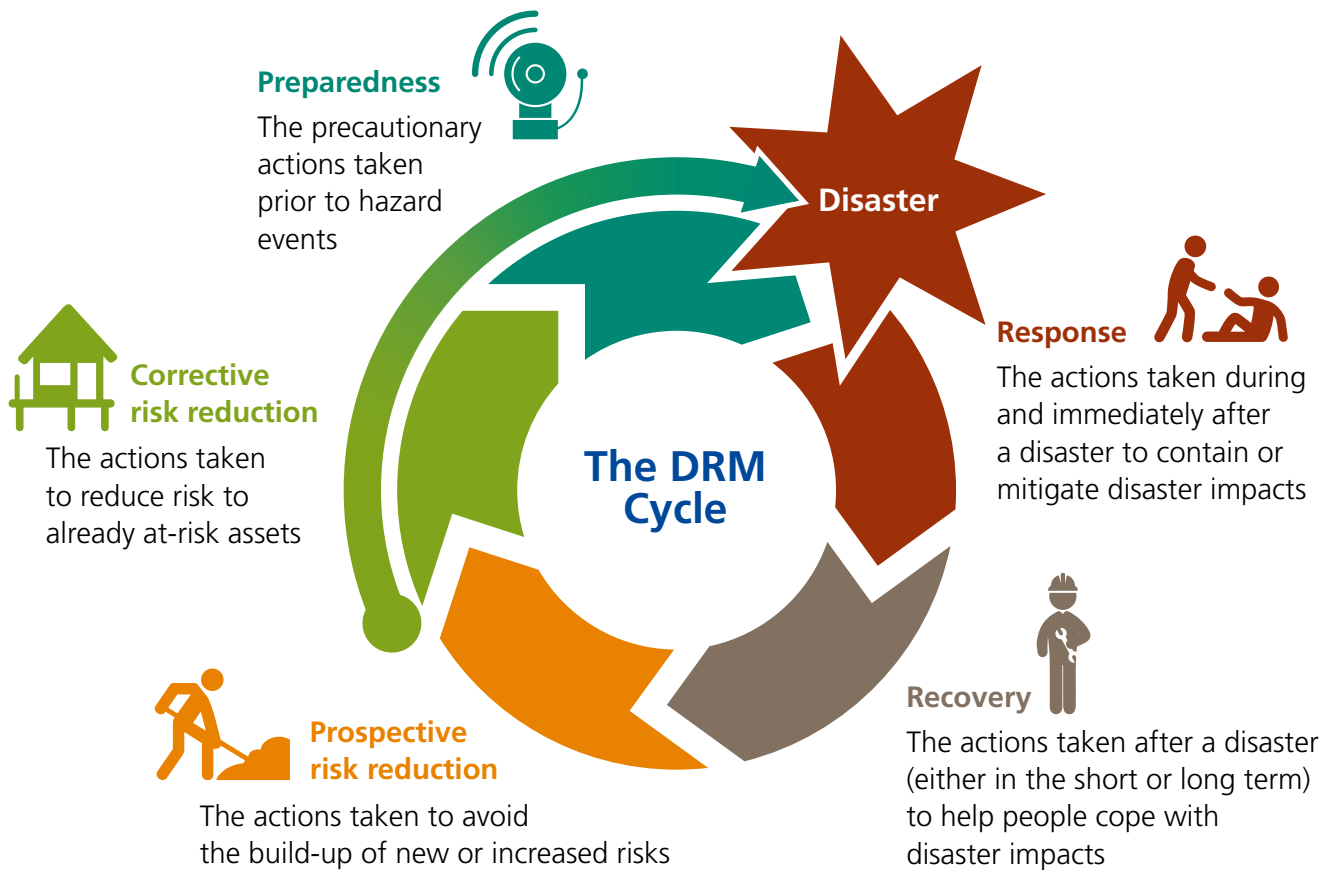 Preparedness
The precautionary
actions taken
prior to hazard
events
Disaster
Response
The actions taken during
and immediately after
a disaster to contain or
mitigate disaster impacts
Corrective
risk reduction
The actions taken
to reduce risk to
already at-risk assets
The DRM
Cycle
Recovery
The actions taken after a disaster
(either in the short or long term)
to help people cope with
disaster impacts
Prospective
risk reduction
The actions taken to avoid
the build-up of new or increased risks